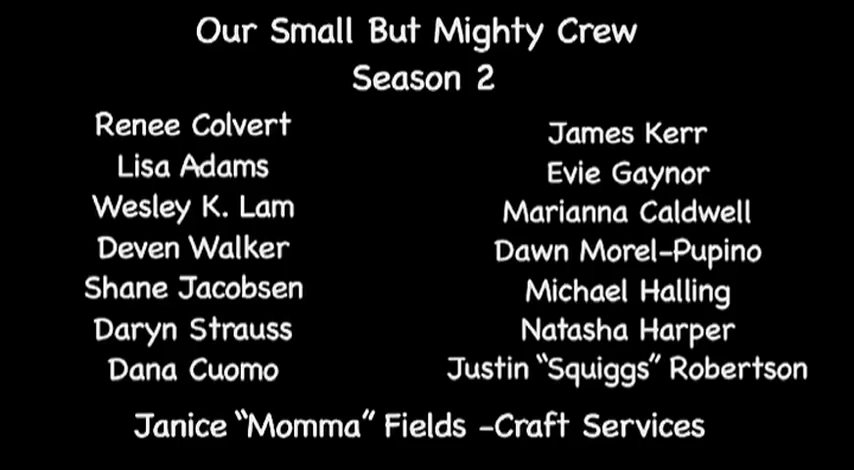 Our Small But Mighty Crew
Season 2
Renee Colvert
Lisa Adams
Wesley K. Lam
Deven Walker
Shane Jacobsen
Daryn Strauss
Dana Cuomo
James Kerr
Evie Gaynor
Marianna Caldwell
Dawn Morel-Pupino
Michael Halling
Natasha Harper
Justin “Squiggs” Robertson
Janice “Momma” Fields -Craft Services